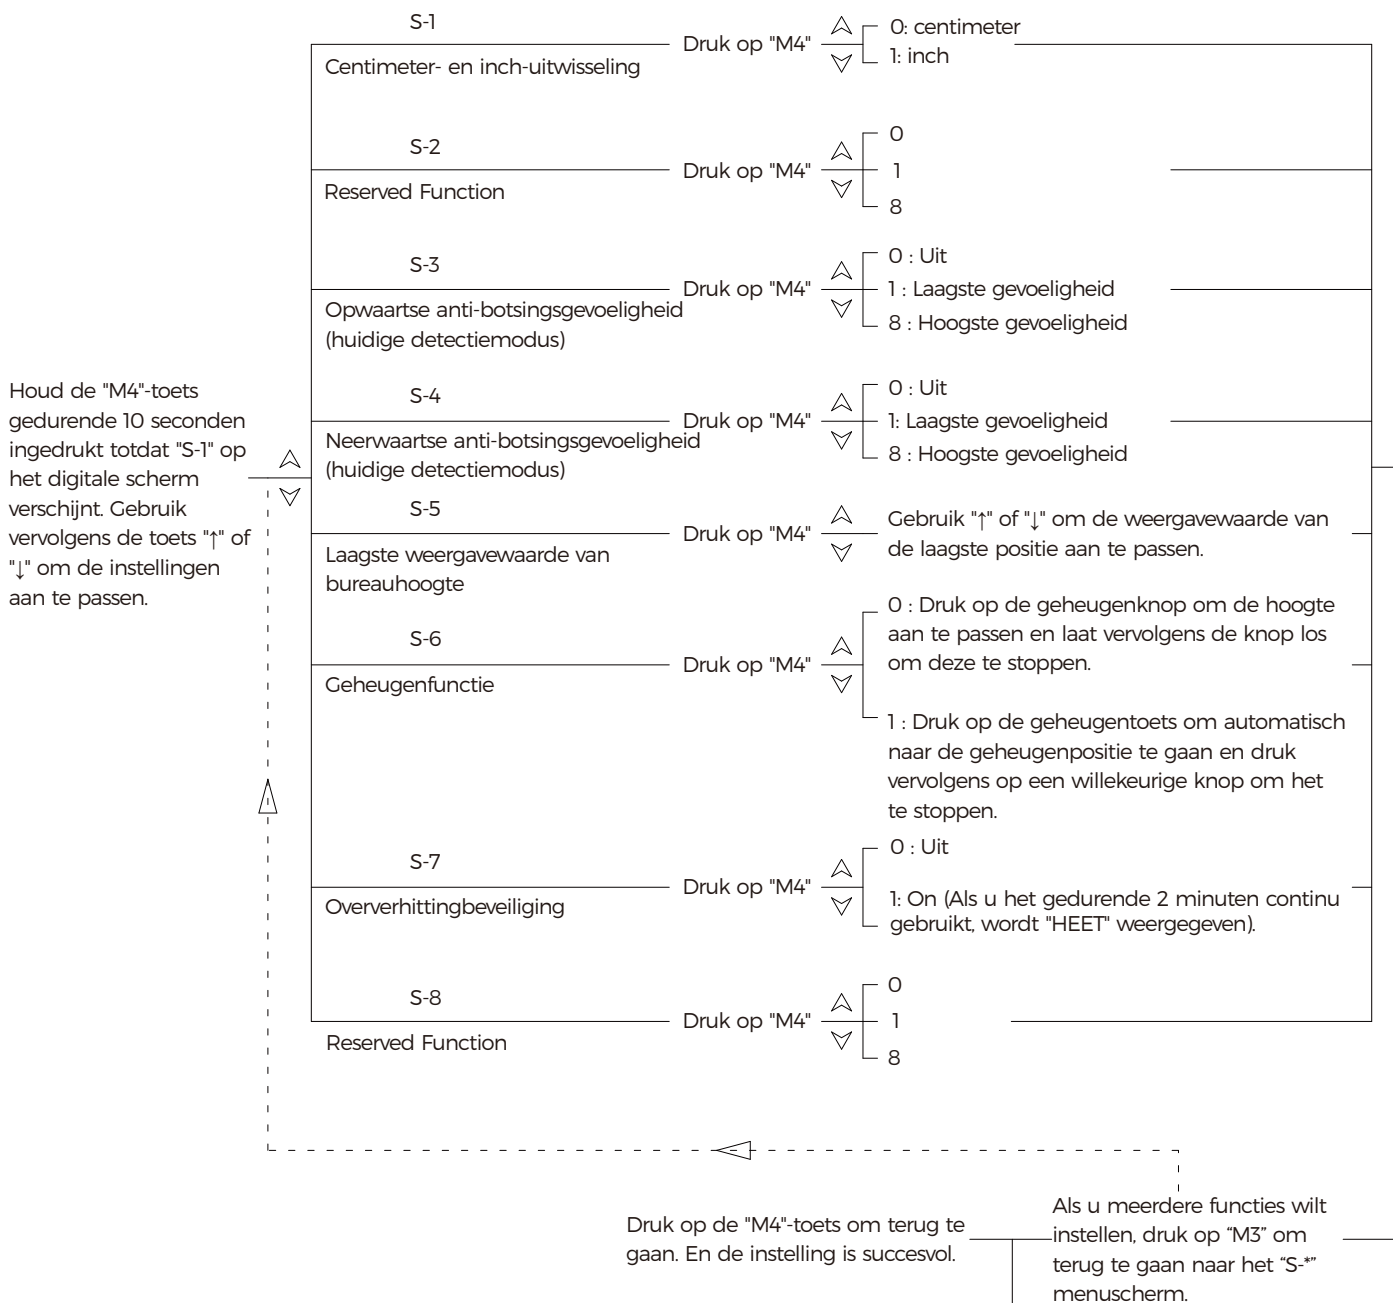 Houd de "M4"-toets
gedurende 10 seconden
ingedrukt totdat "S-1" op
het digitale scherm
verschijnt. Gebruik
vervolgens de toets "↑" of
"↓" om de instellingen
aan te passen.
S-1
Centimeter- en inch-uitwisseling
Druk op "M4"
0: centimeter
1: inch
S-2
Reserved Function
Druk op "M4"
0
1
8
S-3
Opwaartse anti-botsingsgevoeligheid
(huidige detectiemodus)
Druk op "M4"
0 : Uit
1 : Laagste gevoeligheid
8 : Hoogste gevoeligheid
S-4
Neerwaartse anti-botsingsgevoeligheid
(huidige detectiemodus)
Druk op "M4"
0 : Uit
1: Laagste gevoeligheid
8 : Hoogste gevoeligheid
S-5
Laagste weergavewaarde van
bureauhoogte
Druk op "M4"
Gebruik "↑" of "↓" om de weergavewaarde van
de laagste positie aan te passen.
S-6
Geheugenfunctie
Druk op "M4"
0 : Druk op de geheugenknop om de hoogte
aan te passen en laat vervolgens de knop los
om deze te stoppen.
1 : Druk op de geheugentoets om automatisch
naar de geheugenpositie te gaan en druk
vervolgens op een willekeurige knop om het
te stoppen.
S-7
Oververhittingbeveiliging
Druk op "M4"
0 : Uit
1: On (Als u het gedurende 2 minuten continu
gebruikt, wordt "HEET" weergegeven).
S-8
Reserved Function
Druk op "M4"
0
1
8
Druk op de "M4"-toets om terug te
gaan. En de instelling is succesvol.
Als u meerdere functies wilt
instellen, druk op “M3” om
terug te gaan naar het “S-*”
menuscherm.